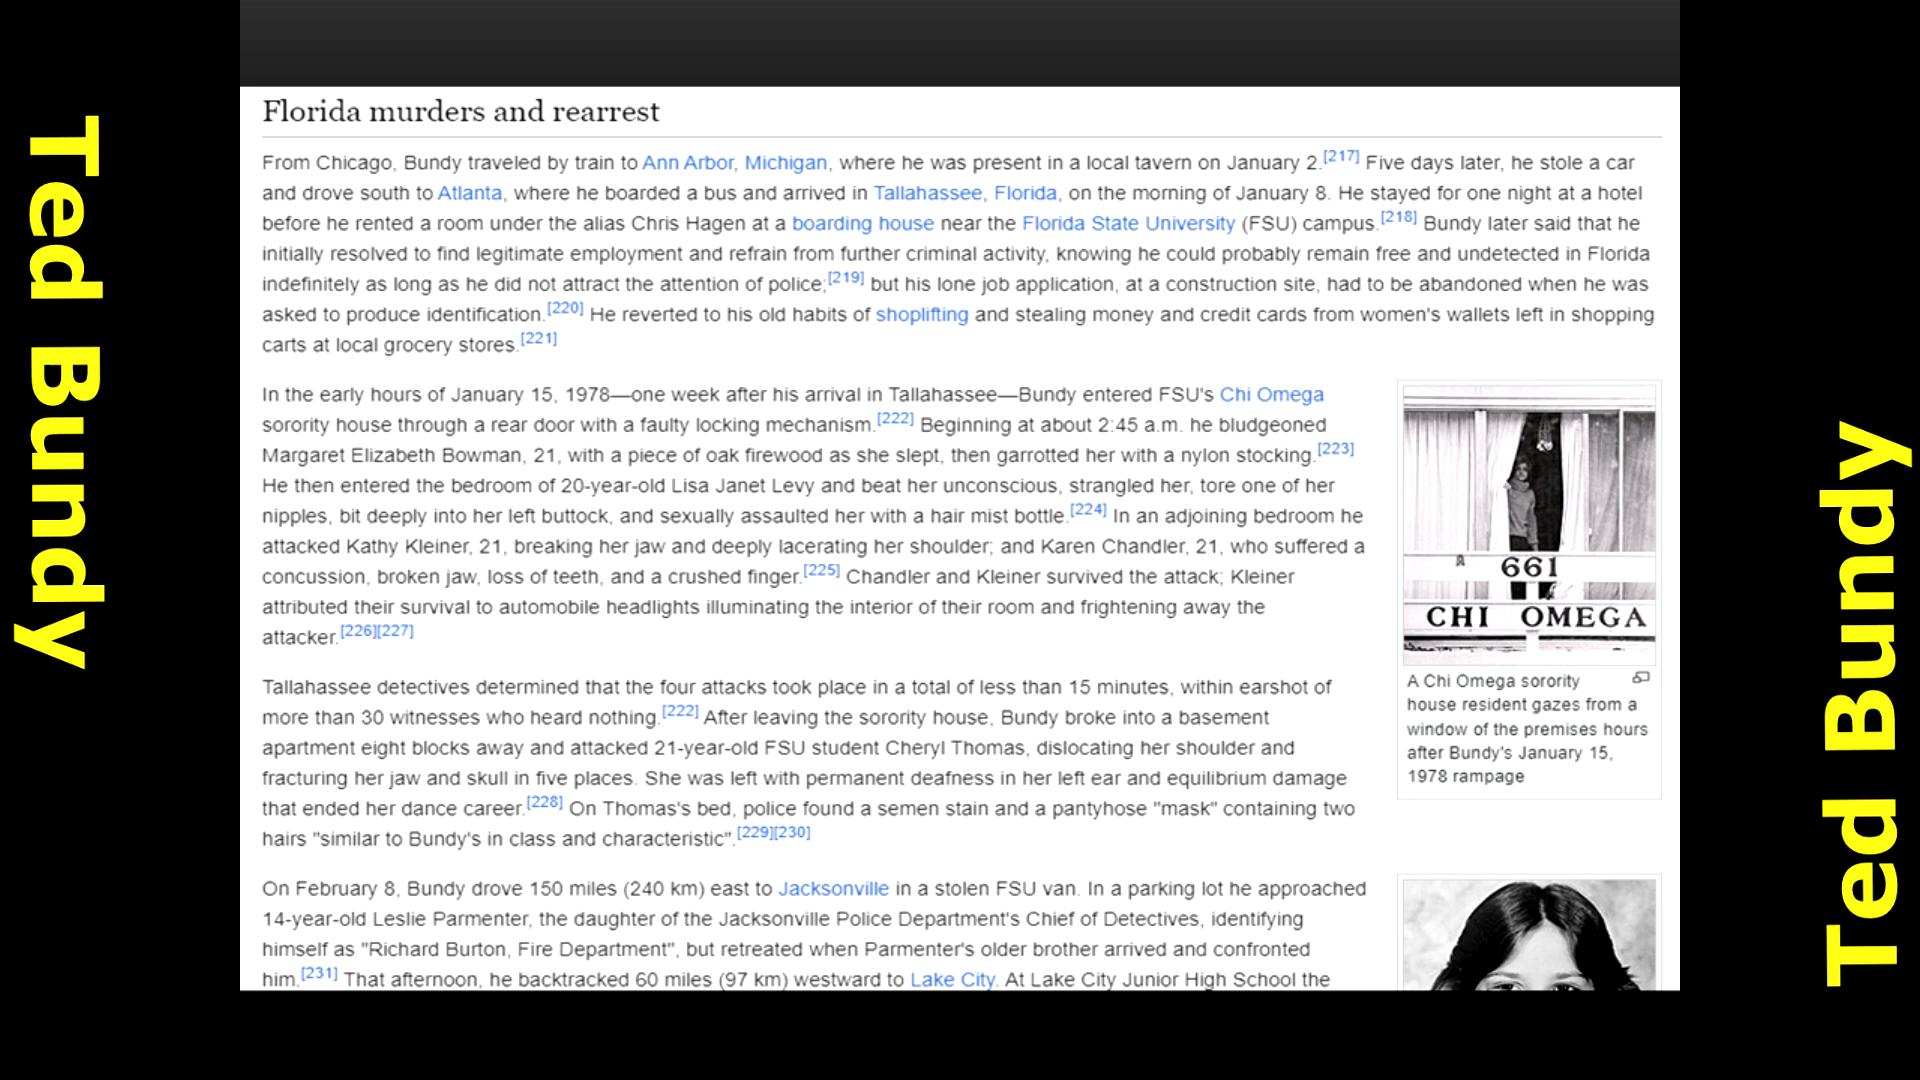 Ted Bundy
Florida murders and rearrest
From Chicago, Bundy traveled by train to Ann Arbor, Michigan, where he was present in a local tavern on January 2.[217] Five days later, he stole a car
and drove south to Atlanta, where he boarded a bus and arrived in Tallahassee, Florida, on the morning of January 8. He stayed for one night at a hotel
before he rented a room under the alias Chris Hagen at a boarding house near the Florida State University (FSU) campus.[218] Bundy later said that he
initially resolved to find legitimate employment and refrain from further criminal activity, knowing he could probably remain free and undetected in Florida
indefinitely as long as he did not attract the attention of police;[219] but his lone job application, at a construction site, had to be abandoned when he was
asked to produce identification.[220] He reverted to his old habits of shoplifting and stealing money and credit cards from women's wallets left in shopping
carts at local grocery stores.[221]
In the early hours of January 15, 1978—one week after his arrival in Tallahassee—Bundy entered FSU's Chi Omega
sorority house through a rear door with a faulty locking mechanism.[222] Beginning at about 2:45 a.m. he bludgeoned
Margaret Elizabeth Bowman, 21, with a piece of oak firewood as she slept, then garrotted her with a nylon stocking.[223]
He then entered the bedroom of 20-year-old Lisa Janet Levy and beat her unconscious, strangled her, tore one of her
nipples, bit deeply into her left buttock, and sexually assaulted her with a hair mist bottle.[224] In an adjoining bedroom he
attacked Kathy Kleiner, 21, breaking her jaw and deeply lacerating her shoulder; and Karen Chandler, 21, who suffered a
concussion, broken jaw, loss of teeth, and a crushed finger.[225] Chandler and Kleiner survived the attack; Kleiner
attributed their survival to automobile headlights illuminating the interior of their room and frightening away the
attacker.[226][227]
661
CHI OMEGA
A Chi Omega sorority
house resident gazes from a
window of the premises hours
after Bundy's January 15,
1978 rampage
Tallahassee detectives determined that the four attacks took place in a total of less than 15 minutes, within earshot of
more than 30 witnesses who heard nothing.[222] After leaving the sorority house, Bundy broke into a basement
apartment eight blocks away and attacked 21-year-old FSU student Cheryl Thomas, dislocating her shoulder and
fracturing her jaw and skull in five places. She was left with permanent deafness in her left ear and equilibrium damage
that ended her dance career.[228] On Thomas's bed, police found a semen stain and a pantyhose "mask" containing two
hairs "similar to Bundy's in class and characteristic".[229][230]
On February 8, Bundy drove 150 miles (240 km) east to Jacksonville in a stolen FSU van. In a parking lot he approached
14-year-old Leslie Parmenter, the daughter of the Jacksonville Police Department's Chief of Detectives, identifying
himself as "Richard Burton, Fire Department", but retreated when Parmenter's older brother arrived and confronted
him.[231] That afternoon, he backtracked 60 miles (97 km) westward to Lake City. At Lake City Junior High School the
Ted Bundy